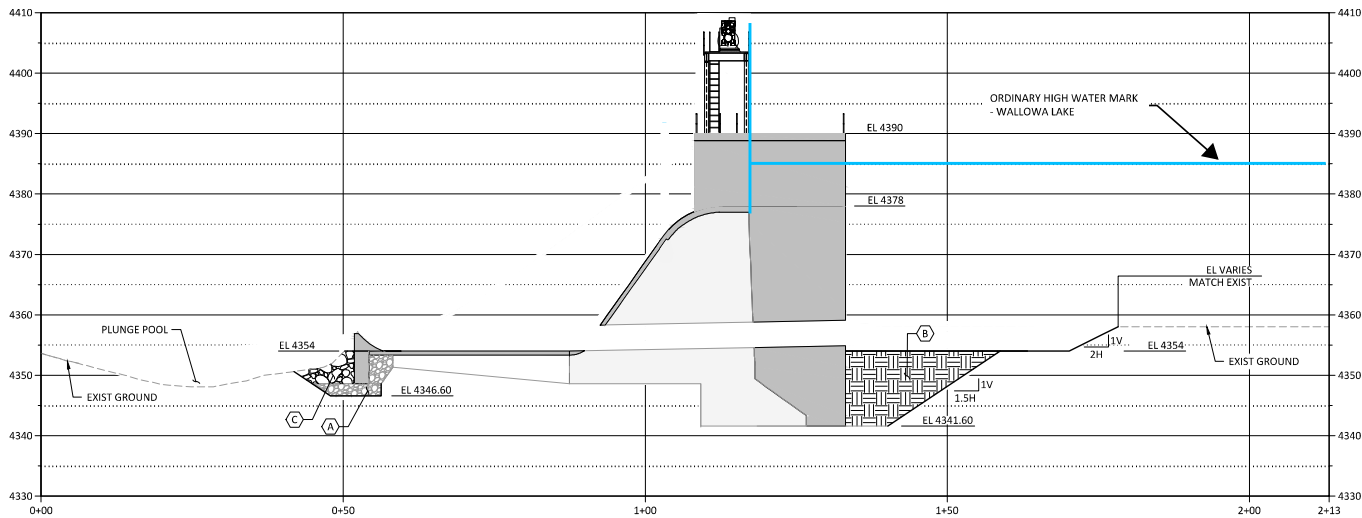 4410
4410
4400
4400
ORDINARY HIGH WATER MARK
- WALLOWA LAKE
EL 4390
4390
4390
4380
4380
EL 4378
4370
4370
EL VARIES
MATCH EXIST
4360
4360
PLUNGE POOL
B
1V
2H
EL 4354
EL 4354
EXIST GROUND
4350
4350
EXIST GROUND
EL 4346.60
1V
1.5H
C
A
EL 4341.60
4340
4340
4330
4330
0+00
0+50
1+00
1+50
2+00
2+13